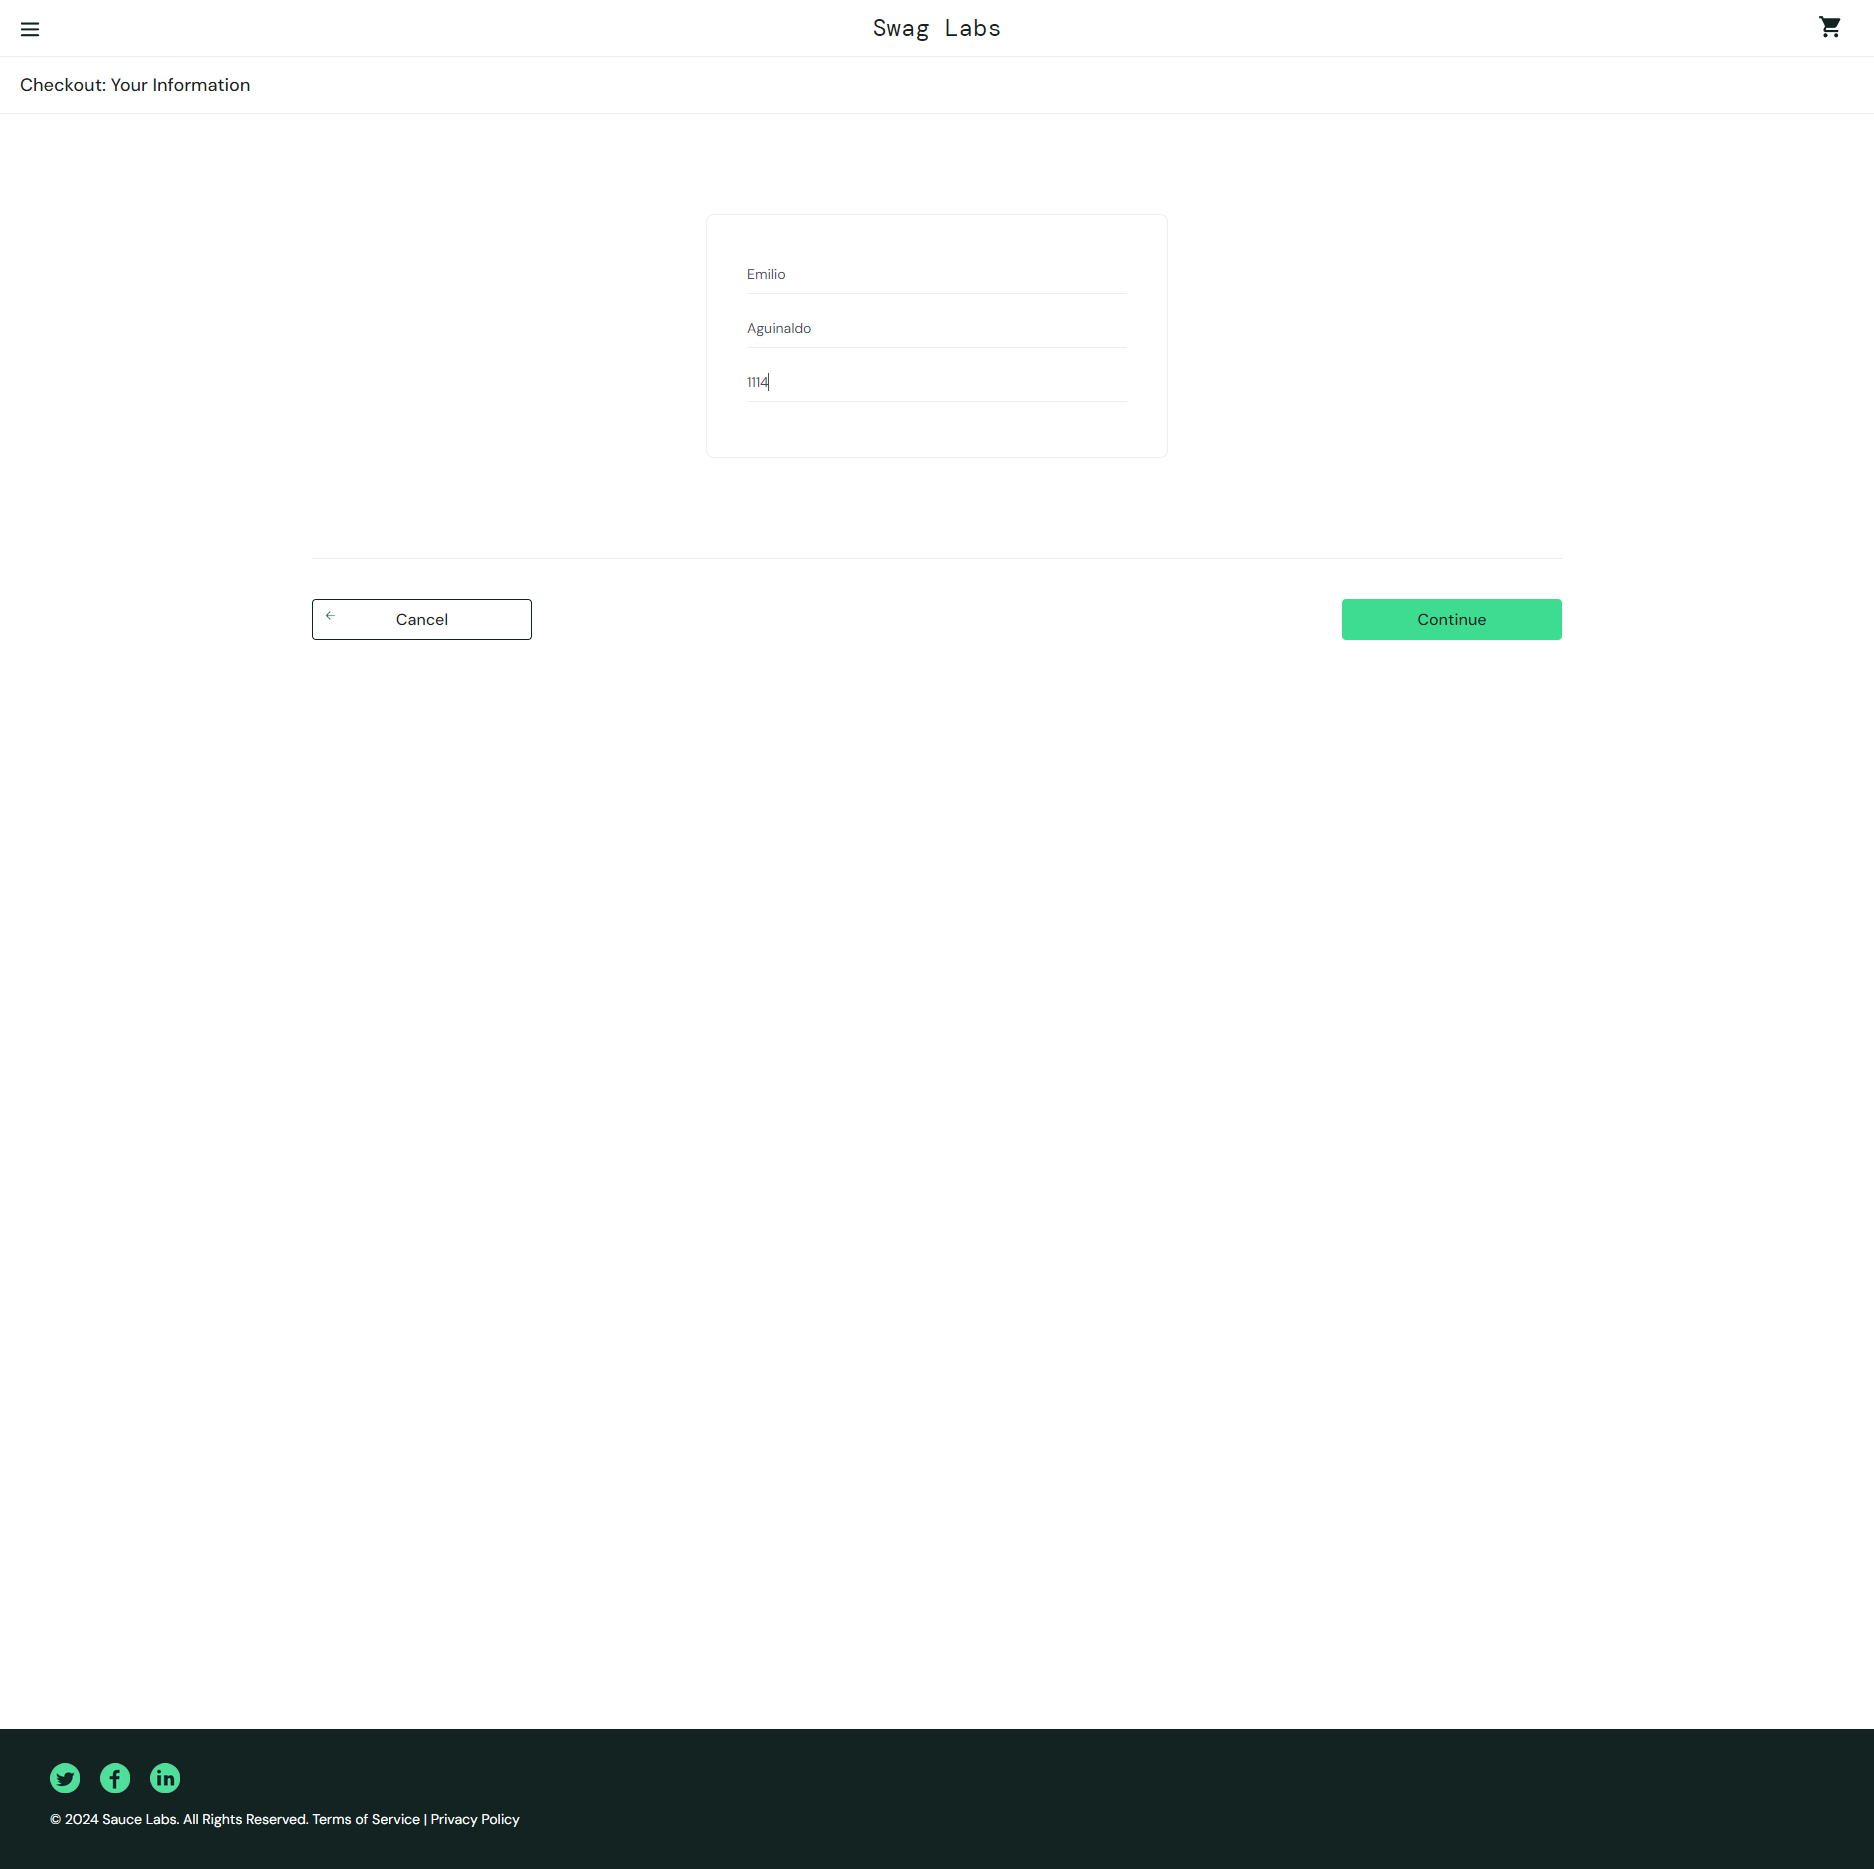 Swag Labs
Checkout: Your Information
Emilio
Aguinaldo
1114
Cancel
Continue
© 2024 Sauce Labs. All Rights Reserved. Terms of Service | Privacy Policy